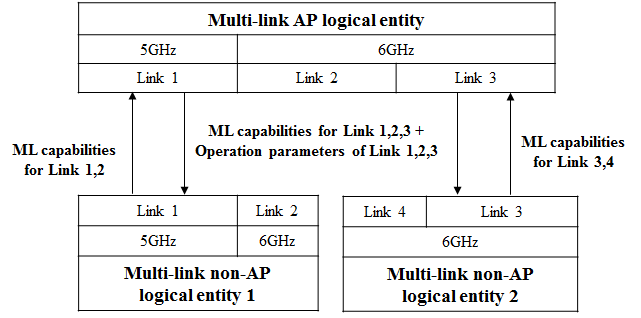 Multi-link AP logical entity
5GHz
6GHz
Link 1
Link 2
Link 3
ML capabilities
for Link 1,2
ML capabilities for Link 1,2,3 +
Operation parameters of Link 1,2,3
ML capabilities
for Link 3,4
Link 1
Link 2
5GHz
6GHz
Multi-link non-AP
logical entity 1
Link 4
Link 3
6GHz
Multi-link non-AP
logical entity 2